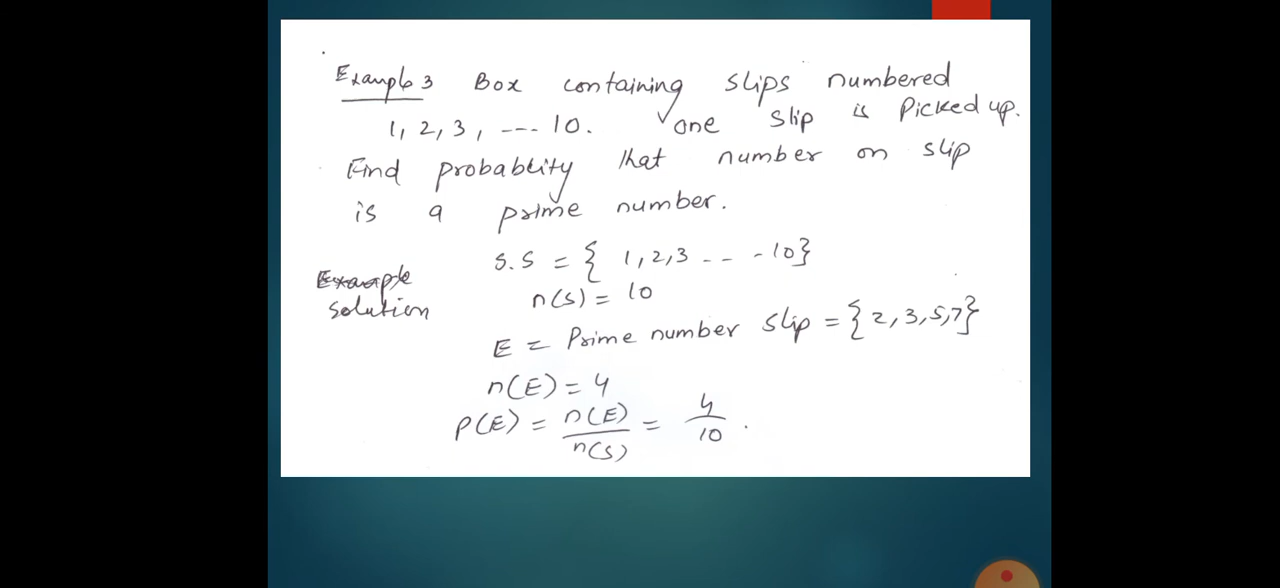 Example 3 Box containing slips numbered
1, 2, 3, ---- 10. one slip is Picked up.
Find probability that number on slip
is a prime number.
S.S = { 1, 2, 3 - - - 10}
Example
solution
n(S) = 10
E = Prime number slip = {2, 3, 5, 7}
n(E) = 4
P(E) = n(E)/n(S) = 4/10 .